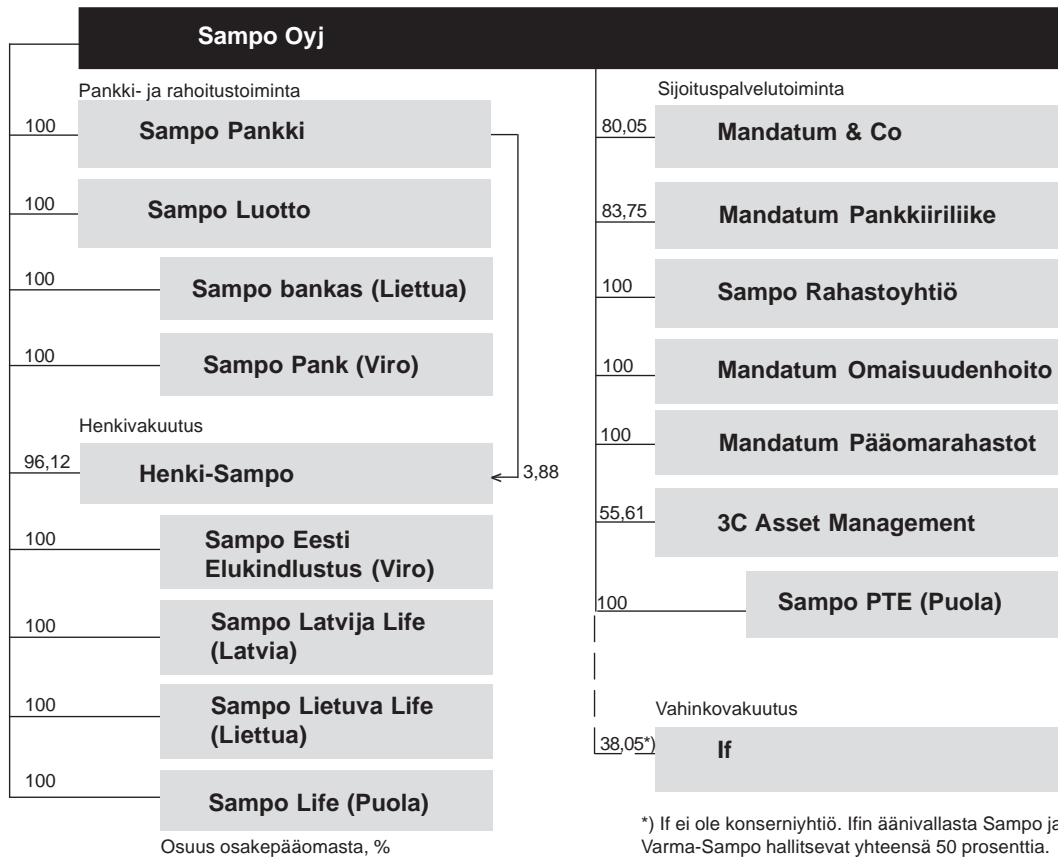 Sampo Oyj
Pankki- ja rahoitustoiminta
100
Sampo Pankki
100
Sampo Luotto
100
Sampo bankas (Liettua)
100
Sampo Pank (Viro)
Henkivakuutus
96,12
Henki-Sampo
3,88
100
Sampo Eesti
Elukindlustus (Viro)
100
Sampo Latvija Life
(Latvia)
100
Sampo Lietuva Life
(Liettua)
100
Sampo Life (Puola)
Osuus osakepääomasta, %
Sijoituspalvelutoiminta
80,05
Mandatum & Co
83,75
Mandatum Pankkiiriliike
100
Sampo Rahastoyhtiö
100
Mandatum Omaisuudenhoito
100
Mandatum Pääomarahastot
55,61
3C Asset Management
100
Sampo PTE (Puola)
Vahinkovakuutus
38,05*)
If
*) If ei ole konserniyhtiö. Ifin äänivallasta Sampo ja
Varma-Sampo hallitsevat yhteensä 50 prosenttia.